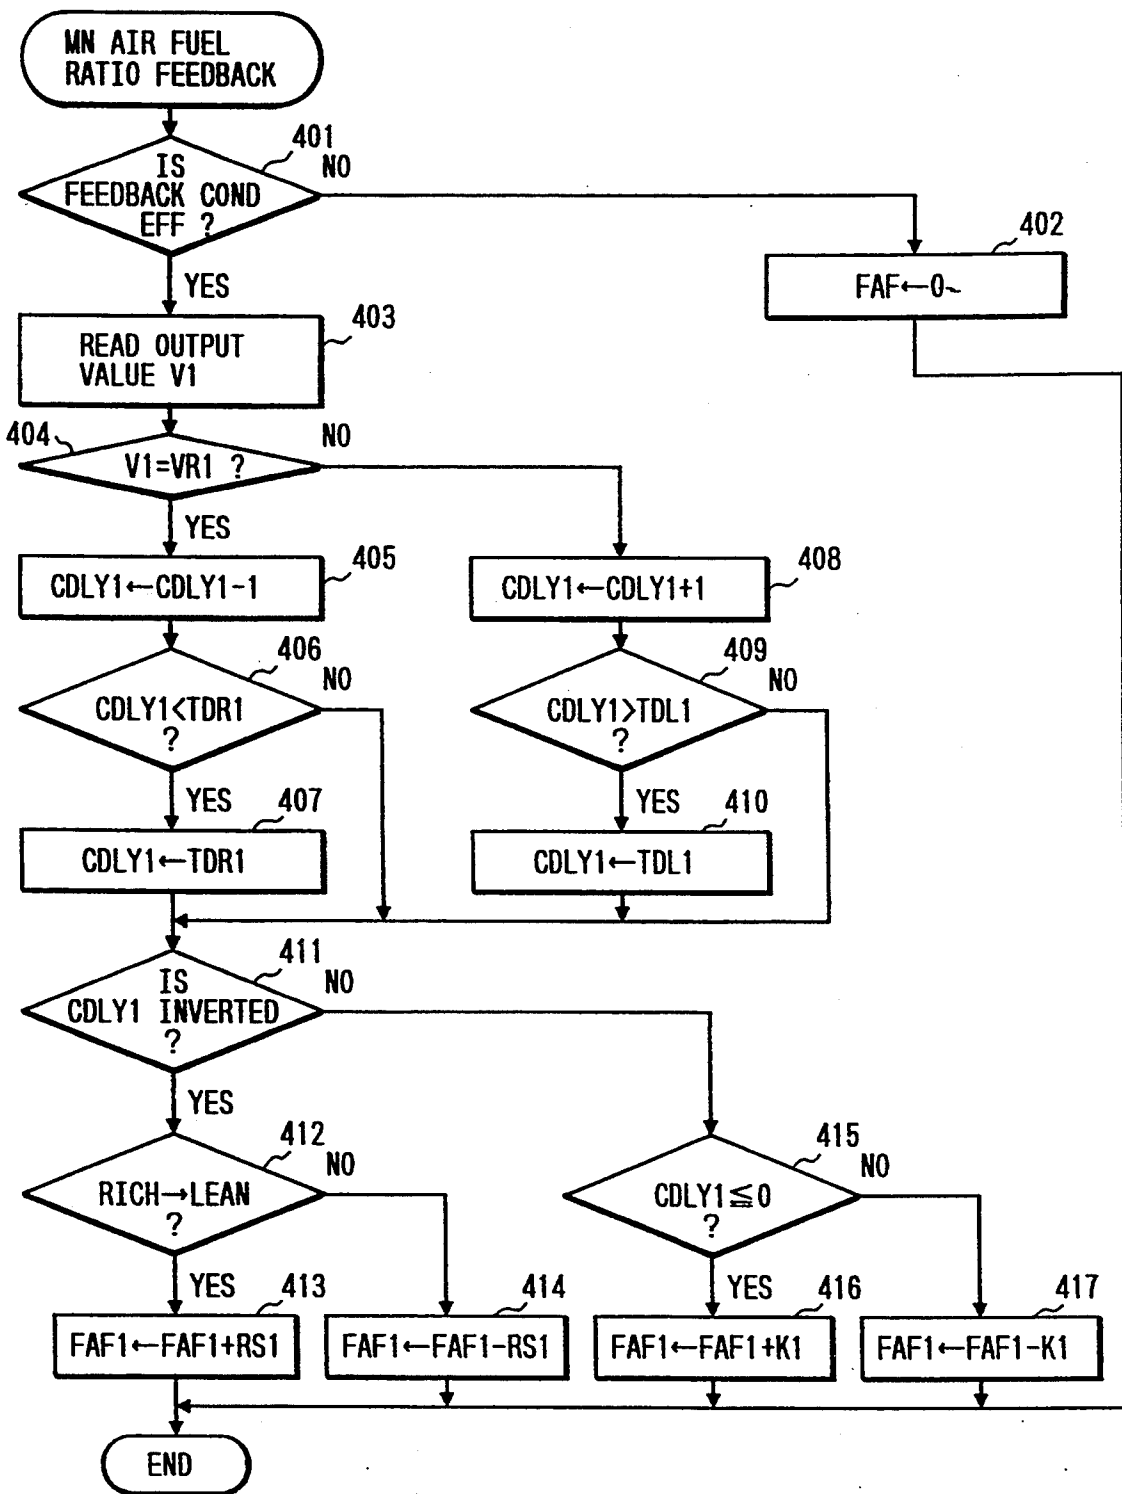 MN AIR FUEL
RATIO FEEDBACK
401
IS
FEEDBACK COND
EFF ?
NO
YES
402
FAF←0
403
READ OUTPUT
VALUE V1
404
V1=VR1 ?
NO
YES
405
CDLY1←CDLY1-1
408
CDLY1←CDLY1+1
406
CDLY1<TDR1
?
NO
YES
409
CDLY1>TDL1
?
NO
YES
407
CDLY1←TDR1
410
CDLY1←TDL1
411
IS
CDLY1 INVERTED
?
NO
YES
412
RICH→LEAN
?
NO
YES
415
CDLY1≦0
?
NO
YES
413
FAF1←FAF1+RS1
414
FAF1←FAF1-RS1
416
FAF1←FAF1+K1
417
FAF1←FAF1-K1
END